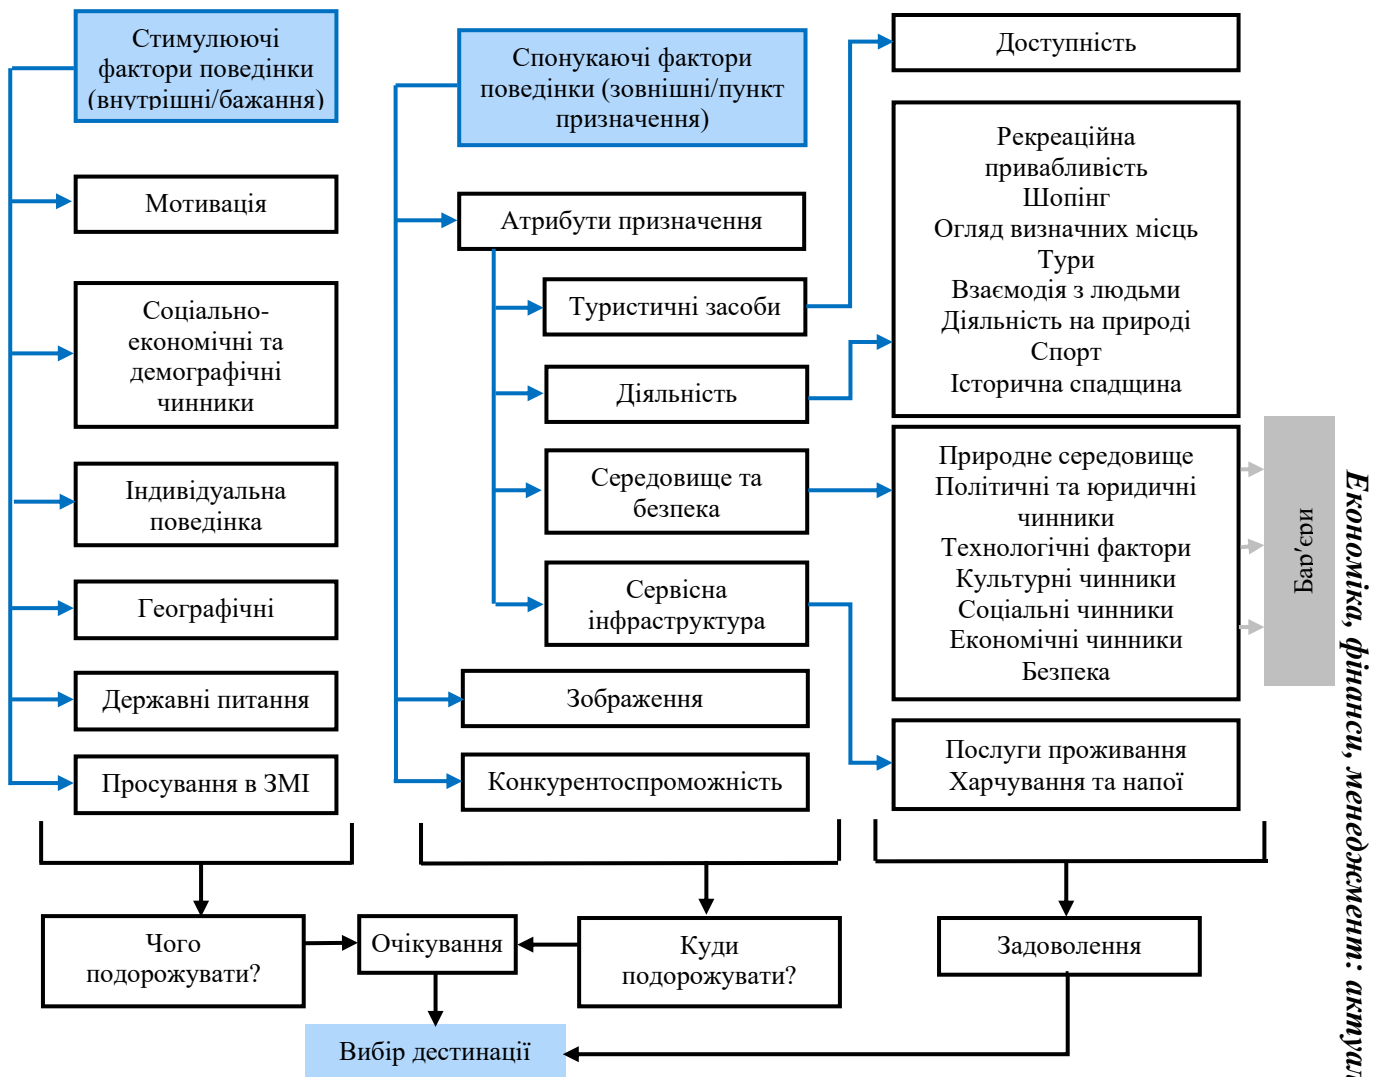 Стимулюючі
фактори поведінки
(внутрішні/бажання)
Мотивація
Соціально-
економічні та
демографічні
чинники
Індивідуальна
поведінка
Географічні
Державні питання
Просування в ЗМІ
Спонукаючі фактори
поведінки (зовнішні/пункт
призначення)
Атрибути призначення
Туристичні засоби
Діяльність
Середовище та
безпека
Сервісна
інфраструктура
Зображення
Конкурентоспроможність
Доступність
Рекреаційна
привабливість
Шопінг
Огляд визначних місць
Тури
Взаємодія з людьми
Діяльність на природі
Спорт
Історична спадщина
Природне середовище
Політичні та юридичні
чинники
Технологічні фактори
Культурні чинники
Соціальні чинники
Економічні чинники
Безпека
Послуги проживання
Харчування та напої
Бар'єри
Чого
подорожувати?
Очікування
Куди
подорожувати?
Задоволення
Вибір дестинації
Економіка, фінанси, менеджмент: